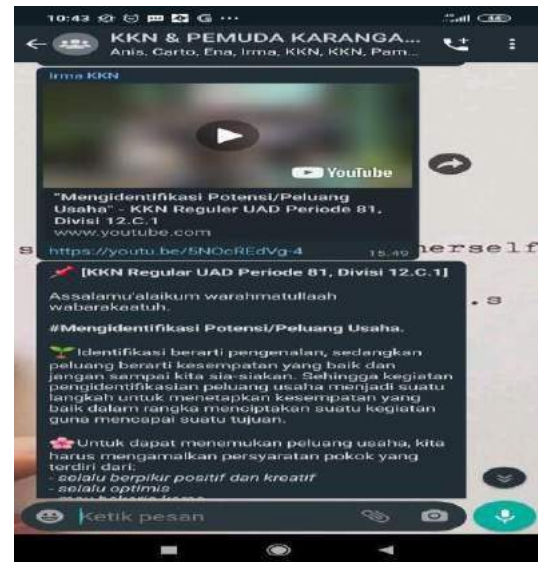 10:43
44
KKN & PEMUDA KARANGA...
Anis, Carto, Ena, Irma, KKN, KKN, Pam...
Irma KKN
YouTube
"Mengidentifikasi Potensi/Peluang
Usaha" - KKN Reguler UAD Periode 81,
Divisi 12.C.1
www.youtube.com
https://youtu.be/5NOcREdVg-4
15.49
s
herself
[KKN Regular UAD Periode 81, Divisi 12.C.1]
Assalamu'alaikum warahmatullaah
wabarakaatuh.
.s
#Mengidentifikasi Potensi/Peluang Usaha.
Identifikasi berarti pengenalan, sedangkan
peluang berarti kesempatan yang baik dan
jangan sampai kita sia-siakan. Sehingga kegiatan
pengidentifikasian peluang usaha menjadi suatu
langkah untuk menetapkan kesempatan yang
baik dalam rangka menciptakan suatu kegiatan
guna mencapai suatu tujuan.
Untuk dapat menemukan peluang usaha, kita
harus mengamalkan persyaratan pokok yang
terdiri dari:
- selalu berpikir positif dan kreatif
- selalu optimis
Ketik pesan